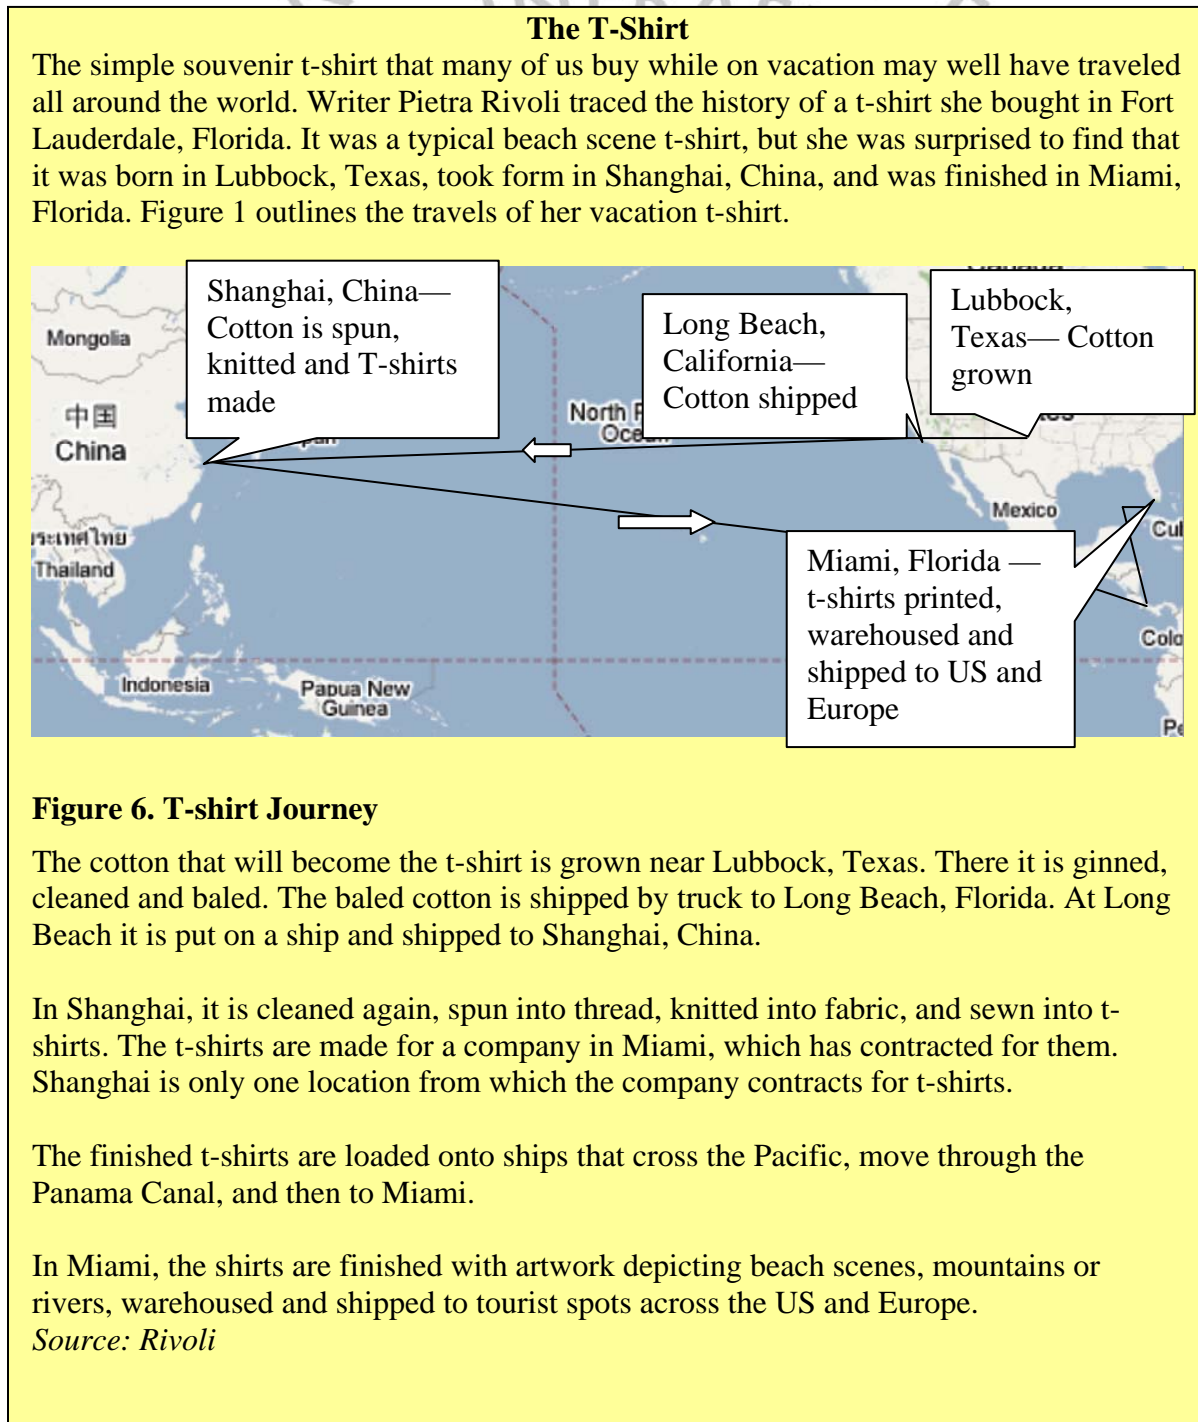 The T-Shirt
The simple souvenir t-shirt that many of us buy while on vacation may well have traveled
all around the world. Writer Pietra Rivoli traced the history of a t-shirt she bought in Fort
Lauderdale, Florida. It was a typical beach scene t-shirt, but she was surprised to find that
it was born in Lubbock, Texas, took form in Shanghai, China, and was finished in Miami,
Florida. Figure 1 outlines the travels of her vacation t-shirt.
Shanghai, China—
Cotton is spun,
knitted and T-shirts
made
Long Beach,
California—
Cotton shipped
Lubbock,
Texas— Cotton
grown
Mongolia
中国
China
North
Mexico
Thailand
Miami, Florida —
t-shirts printed,
warehoused and
shipped to US and
Europe
Indonesia
Papua New
Guinea
Figure 6. T-shirt Journey
The cotton that will become the t-shirt is grown near Lubbock, Texas. There it is ginned,
cleaned and baled. The baled cotton is shipped by truck to Long Beach, Florida. At Long
Beach it is put on a ship and shipped to Shanghai, China.
In Shanghai, it is cleaned again, spun into thread, knitted into fabric, and sewn into t-
shirts. The t-shirts are made for a company in Miami, which has contracted for them.
Shanghai is only one location from which the company contracts for t-shirts.
The finished t-shirts are loaded onto ships that cross the Pacific, move through the
Panama Canal, and then to Miami.
In Miami, the shirts are finished with artwork depicting beach scenes, mountains or
rivers, warehoused and shipped to tourist spots across the US and Europe.
Source: Rivoli